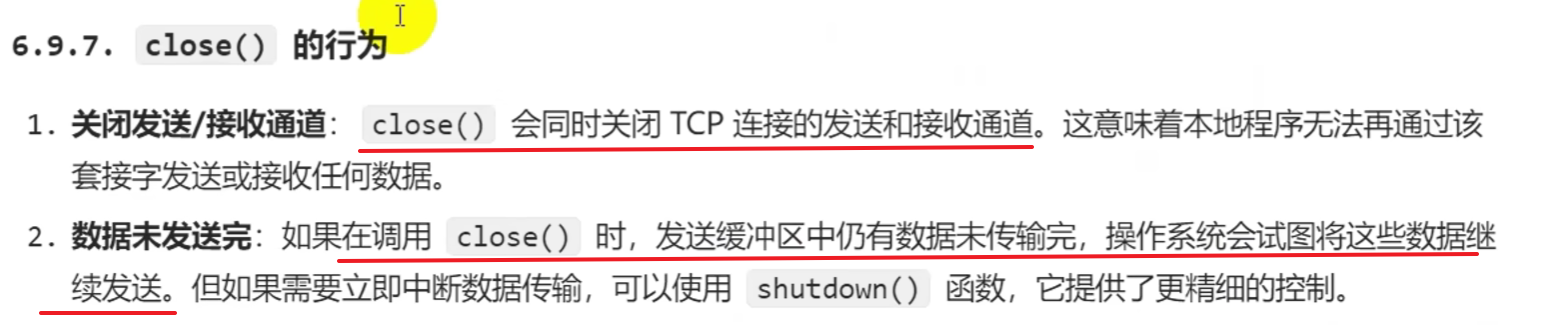 6.9.7. close() 的行为
1. 关闭发送/接收通道： close() 会同时关闭 TCP 连接的发送和接收通道。这意味着本地程序无法再通过该
套接字发送或接收任何数据。
2. 数据未发送完：如果在调用 close() 时，发送缓冲区中仍有数据未传输完，操作系统会试图将这些数据继
续发送。但如果需要立即中断数据传输，可以使用 shutdown() 函数，它提供了更精细的控制。